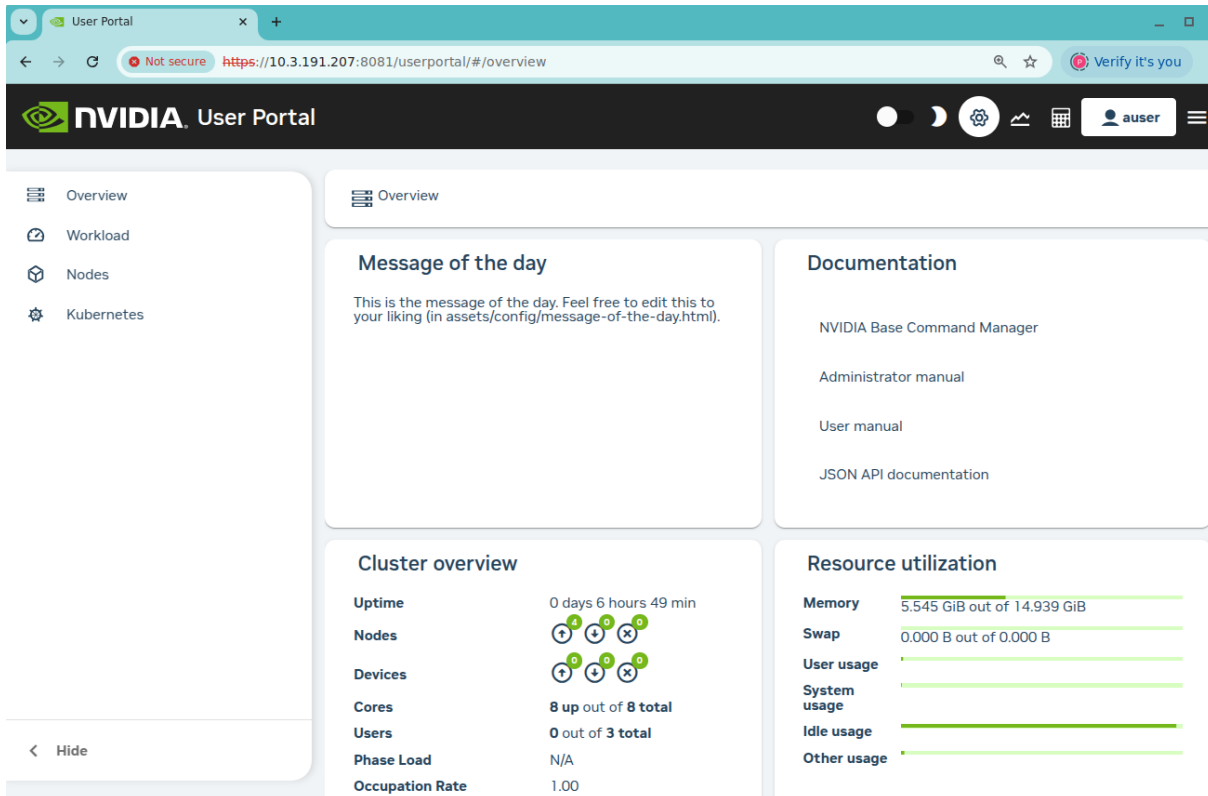 User Portal
Not secure https://10.3.191.207:8081/userportal/#/overview
Verify it's you
NVIDIA. User Portal
auser
Overview
Workload
Nodes
Kubernetes
Hide
Overview
Message of the day
This is the message of the day. Feel free to edit this to
your liking (in assets/config/message-of-the-day.html).
Documentation
NVIDIA Base Command Manager
Administrator manual
User manual
JSON API documentation
Cluster overview
Uptime 0 days 6 hours 49 min
Nodes 4 0 0
Devices 0 0 0
Cores 8 up out of 8 total
Users 0 out of 3 total
Phase Load N/A
Occupation Rate 1.00
Resource utilization
Memory 5.545 GiB out of 14.939 GiB
Swap 0.000 B out of 0.000 B
User usage
System
usage
Idle usage
Other usage